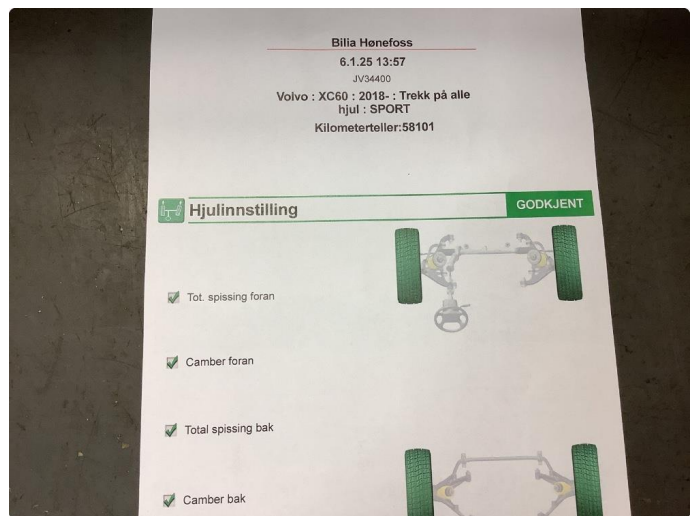 Bilia Hønefoss
6.1.25 13:57
JV34400
Volvo : XC60 : 2018- : Trekk på alle
hjul : SPORT
Kilometerteller:58101
Hjulinnstilling
GODKJENT
Tot. spissing foran
Camber foran
Total spissing bak
Camber bak